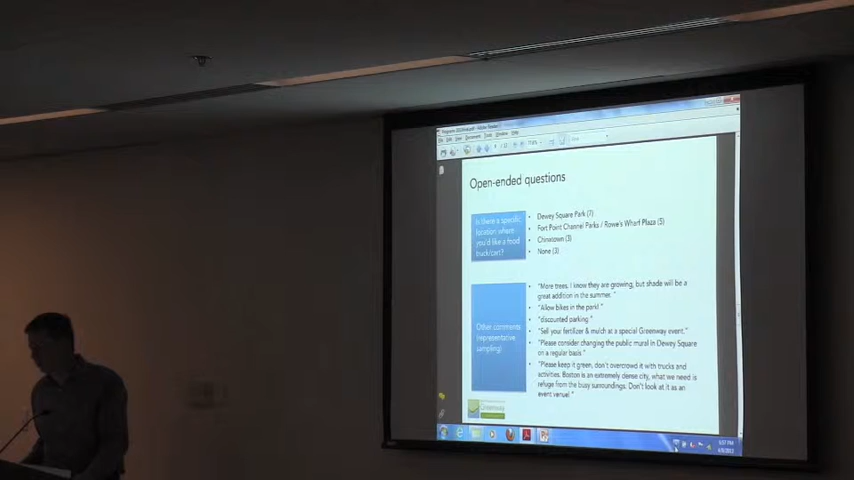 Open-ended questions
Is there a specific
location where
you'd like a food
truck/cart?
• Dewey Square Park (7)
• Fort Point Channel Parks / Rowe's Wharf Plaza (5)
• Chinatown (3)
• None (3)
Other comments
(representative
sampling)
• "More trees. I know they are growing, but shade will be a
great addition in the summer."
• "Allow bikes in the park!"
• "discounted parking"
• "Sell your fertilizer & mulch at a special Greenway event."
• "Please consider changing the public mural in Dewey Square
on a regular basis"
• "Please keep it green, don't overcrowd it with trucks and
activities. Boston is an extremely dense city, what we need is
refuge from the busy surroundings. Don't look at it as an
event venue!"
Greenway